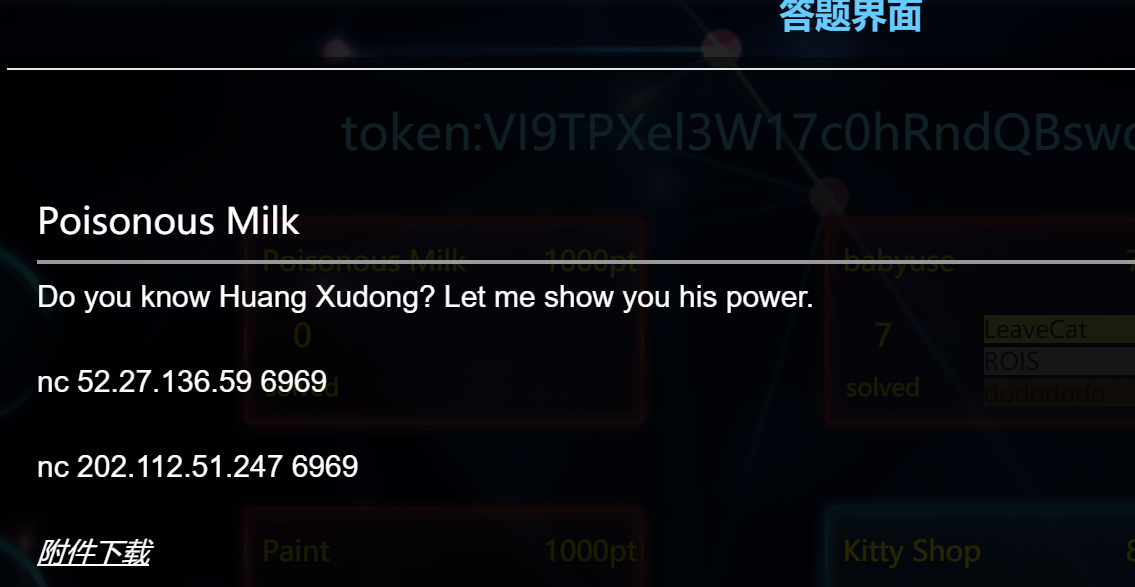 答题界面
token:VI9TPXel3W17c0hRndQBswc
Poisonous Milk
Poisonous Milk 1000pt babyuse 7
Do you know Huang Xudong? Let me show you his power.
0 7 LeaveCat
ROIS
nc 52.27.136.59 6969
solved solved dodododo
nc 202.112.51.247 6969
附件下载
Paint 1000pt Kitty Shop 8